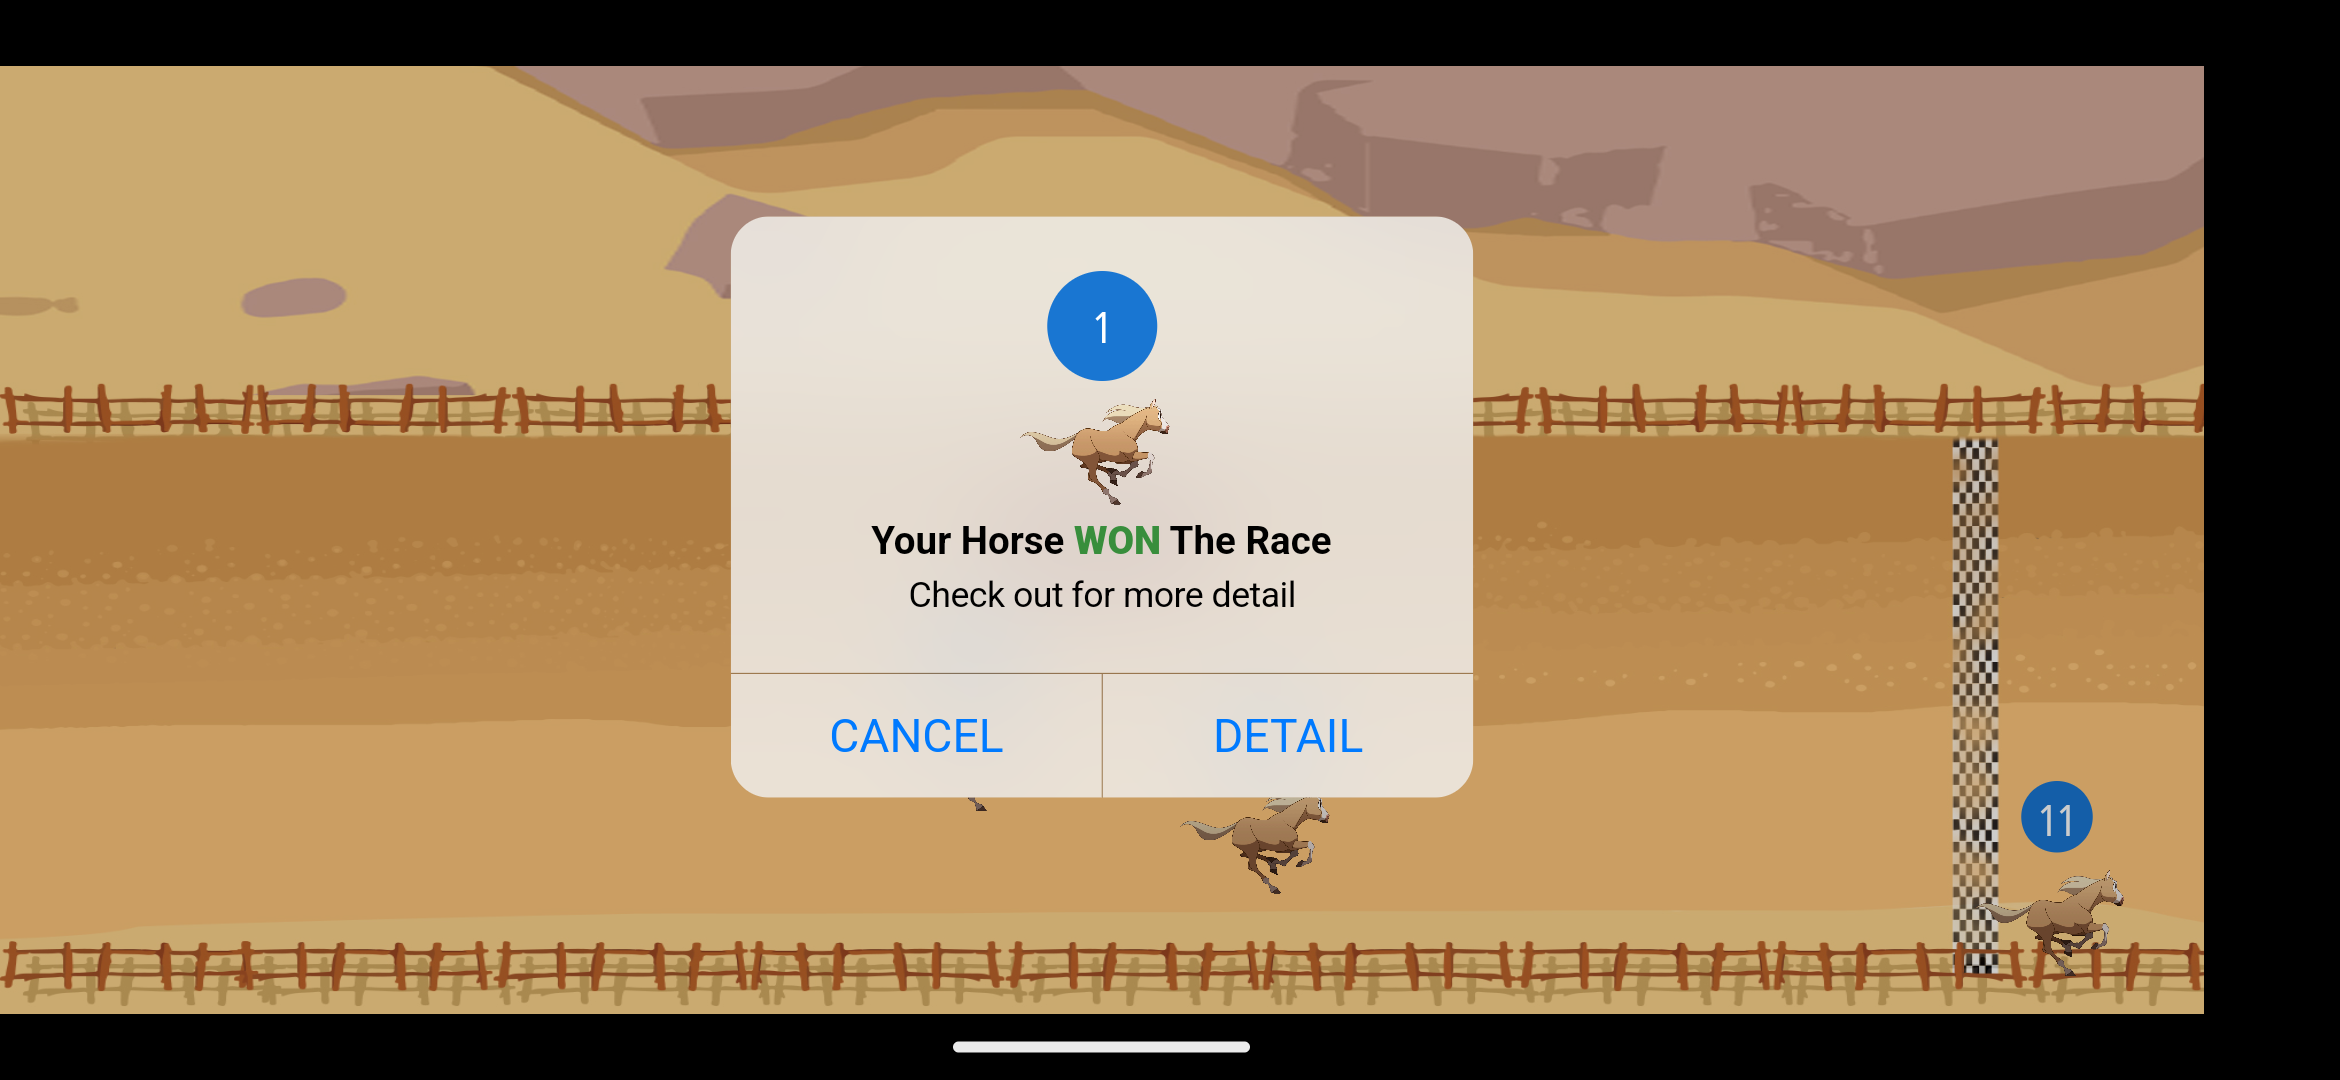 1
Your Horse WON The Race
Check out for more detail
CANCEL DETAIL
11